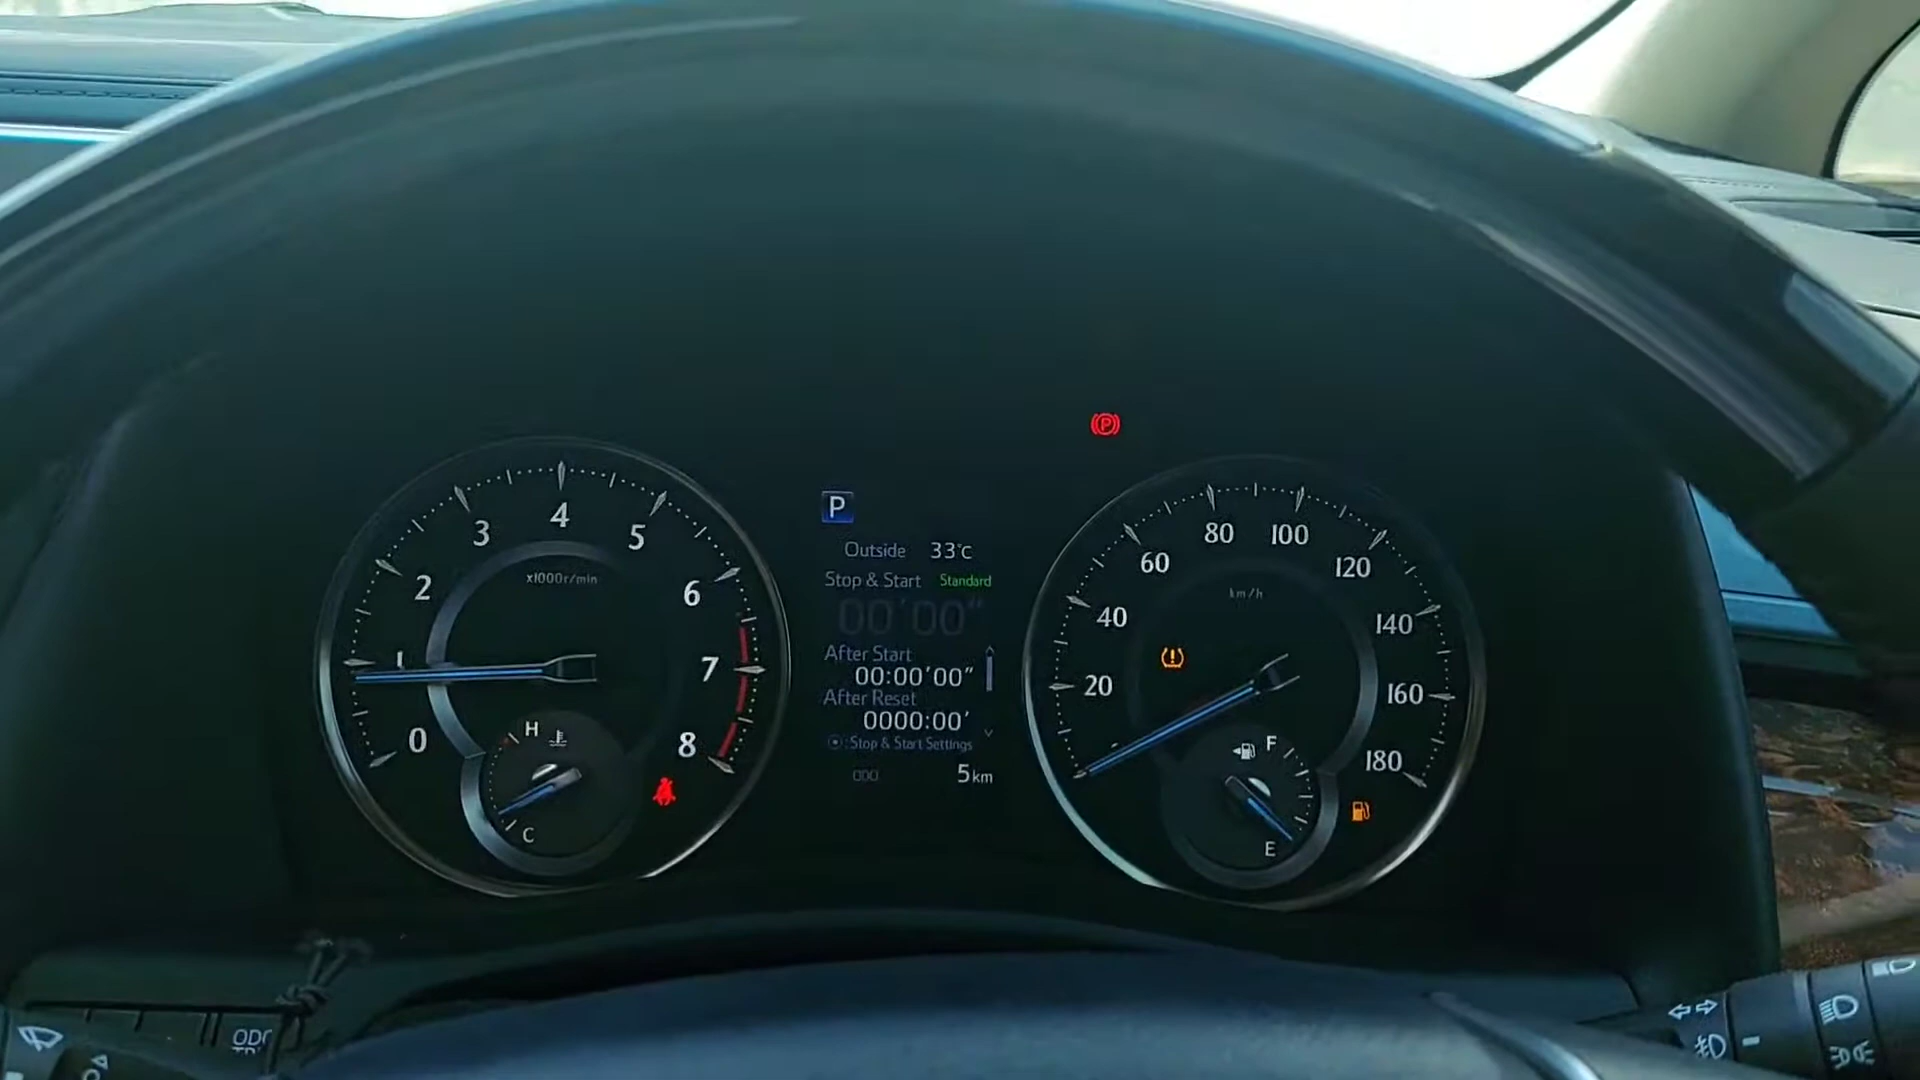 0
1
2
3
4
5
6
7
8
x1000r/min
H
C
P
Outside 33°C
Stop & Start Standard
00'00"
After Start
00:00'00"
After Reset
0000:00'
: Stop & Start Settings
ODO 5km
20
40
60
80
100
120
140
160
180
km/h
F
E
P
ODO